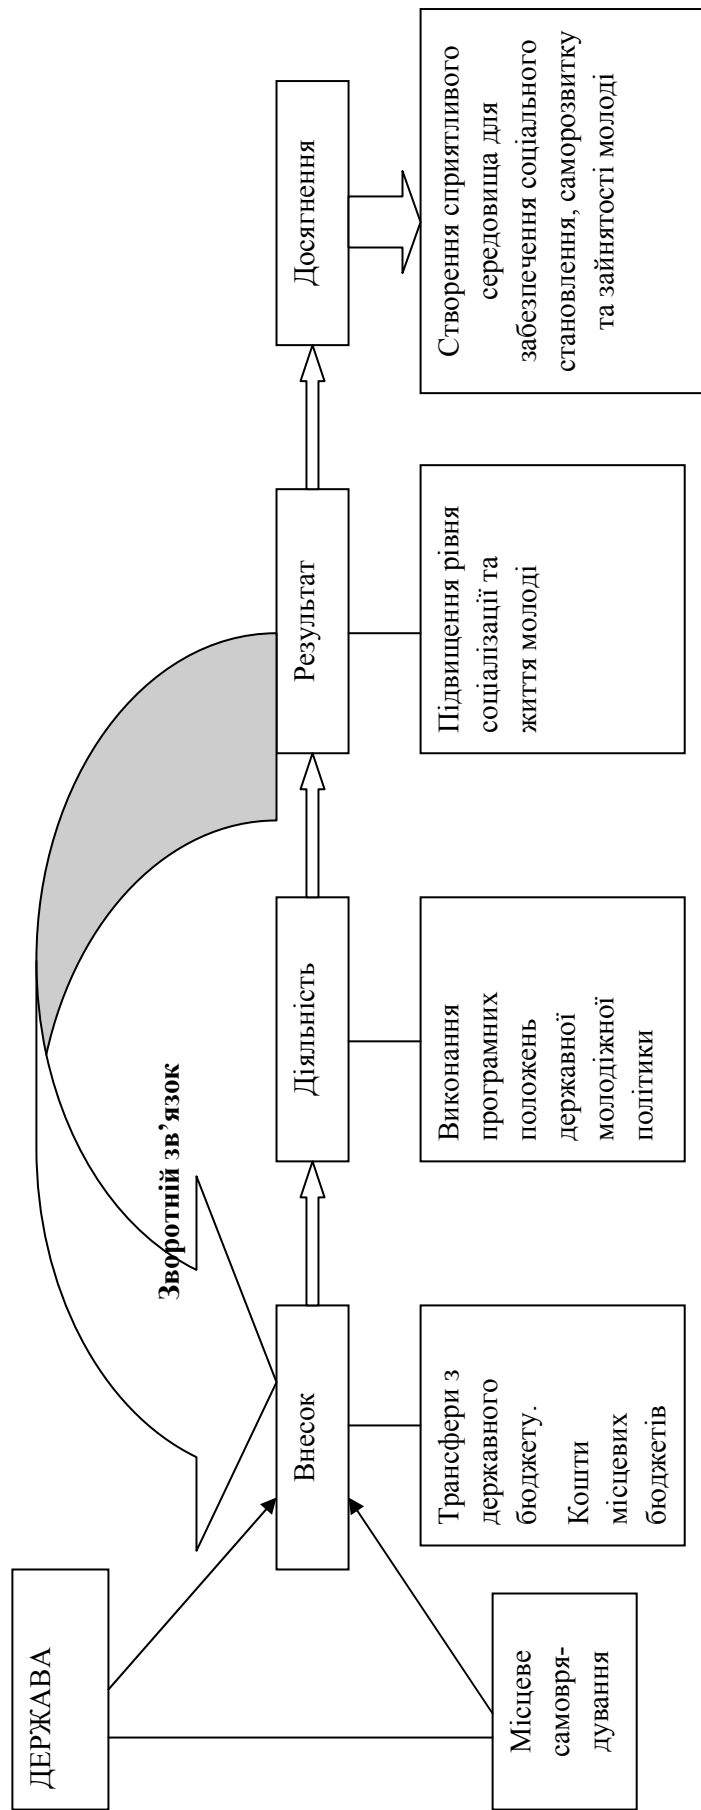 ДЕРЖАВА
Місцеве
самовря-
дування
Зворотній зв’язок
Внесок
Діяльність
Результат
Досягнення
Трансфери з
державного
бюджету.
Кошти
місцевих
бюджетів
Виконання
програмних
положень
державної
молодіжної
політики
Підвищення рівня
соціалізації та
життя молоді
Створення сприятливого
середовища для
забезпечення соціального
становлення, саморозвитку
та зайнятості молоді